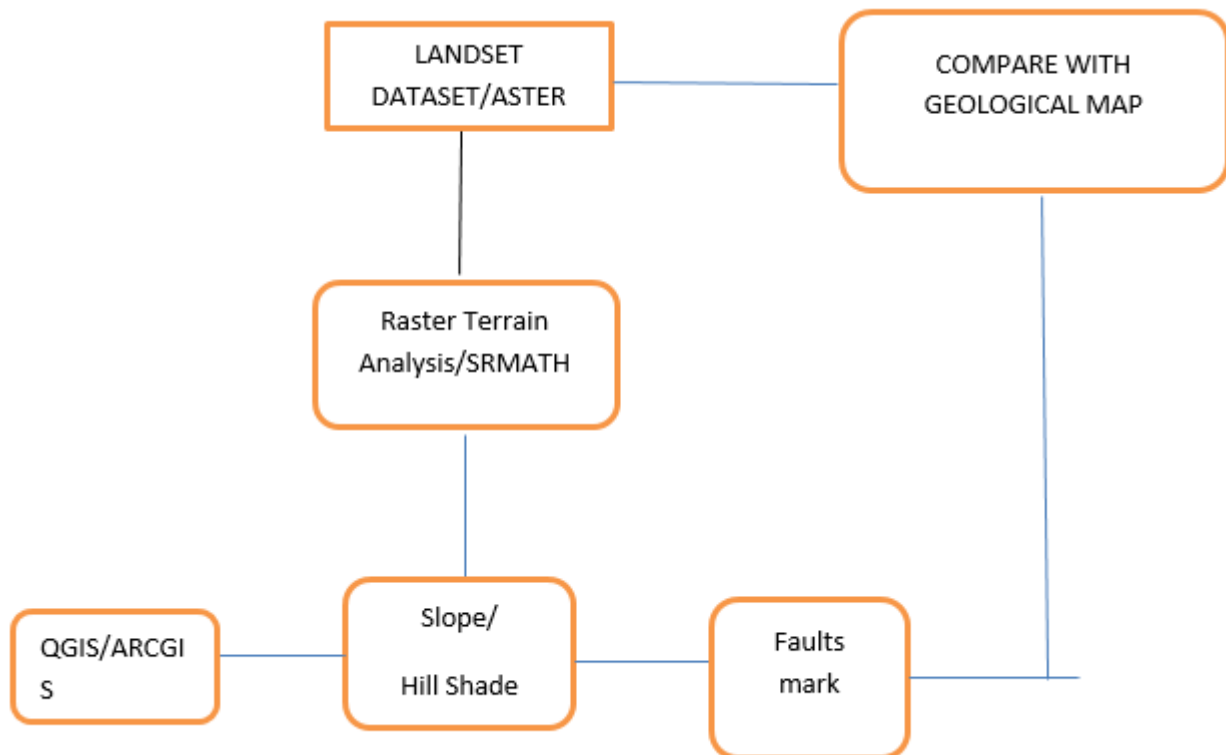 LANDSET
DATASET/ASTER
COMPARE WITH
GEOLOGICAL MAP
Raster Terrain
Analysis/SRMATH
QGIS/ARCGI
S
Slope/
Hill Shade
Faults
mark